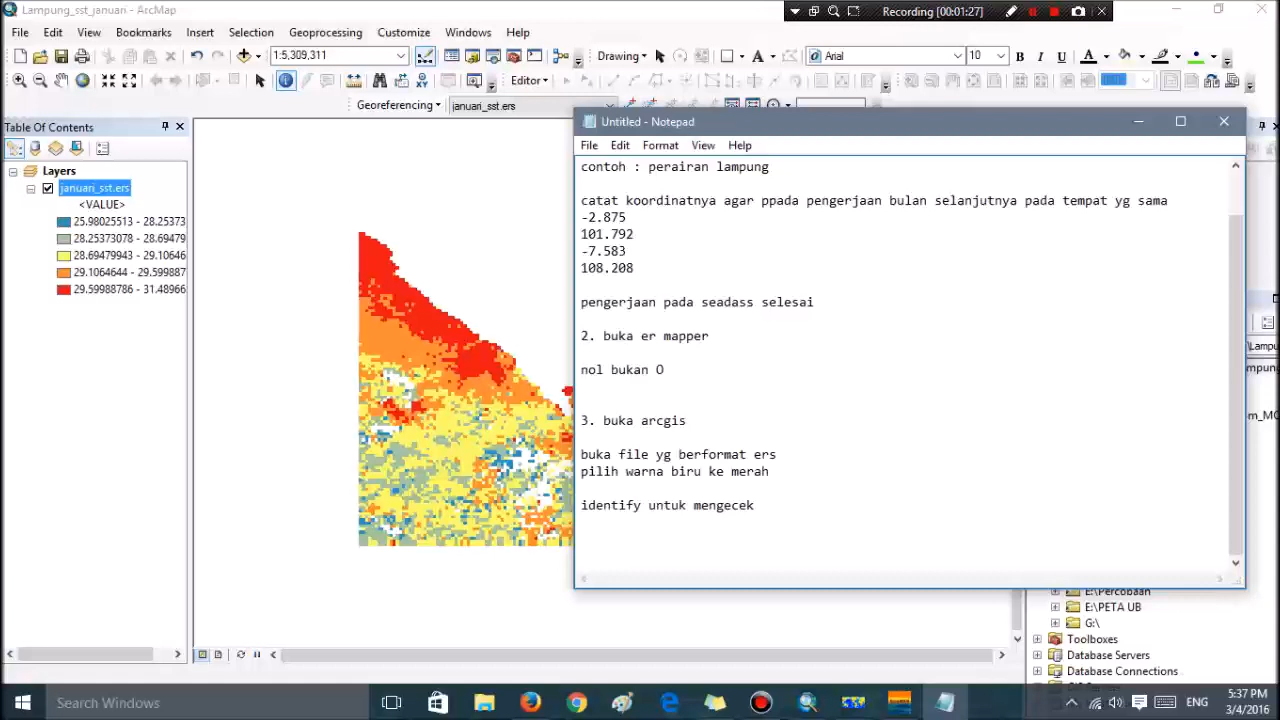 Lampung_sst_januari - ArcMap
Recording [00:01:27]
File Edit View Bookmarks Insert Selection Geoprocessing Customize Windows Help
1:5,309,311
Drawing
Arial
10
B I U A
Editor
Georeferencing
januari_sst.ers
Table Of Contents
Layers
januari_sst.ers
<VALUE>
25.98025513 - 28.25373
28.25373078 - 28.69479
28.69479943 - 29.10646
29.1064644 - 29.599887
29.59988786 - 31.48966
Untitled - Notepad
File Edit Format View Help
contoh : perairan lampung
catat koordinatnya agar ppada pengerjaan bulan selanjutnya pada tempat yg sama
-2.875
101.792
-7.583
108.208
pengerjaan pada seadass selesai
2. buka er mapper
nol bukan O
3. buka arcgis
buka file yg berformat ers
pilih warna biru ke merah
identify untuk mengecek
E:\Percobaan
E:\PETA UB
G:\
Toolboxes
Database Servers
Database Connections
Search Windows
ENG
5:37 PM
3/4/2016